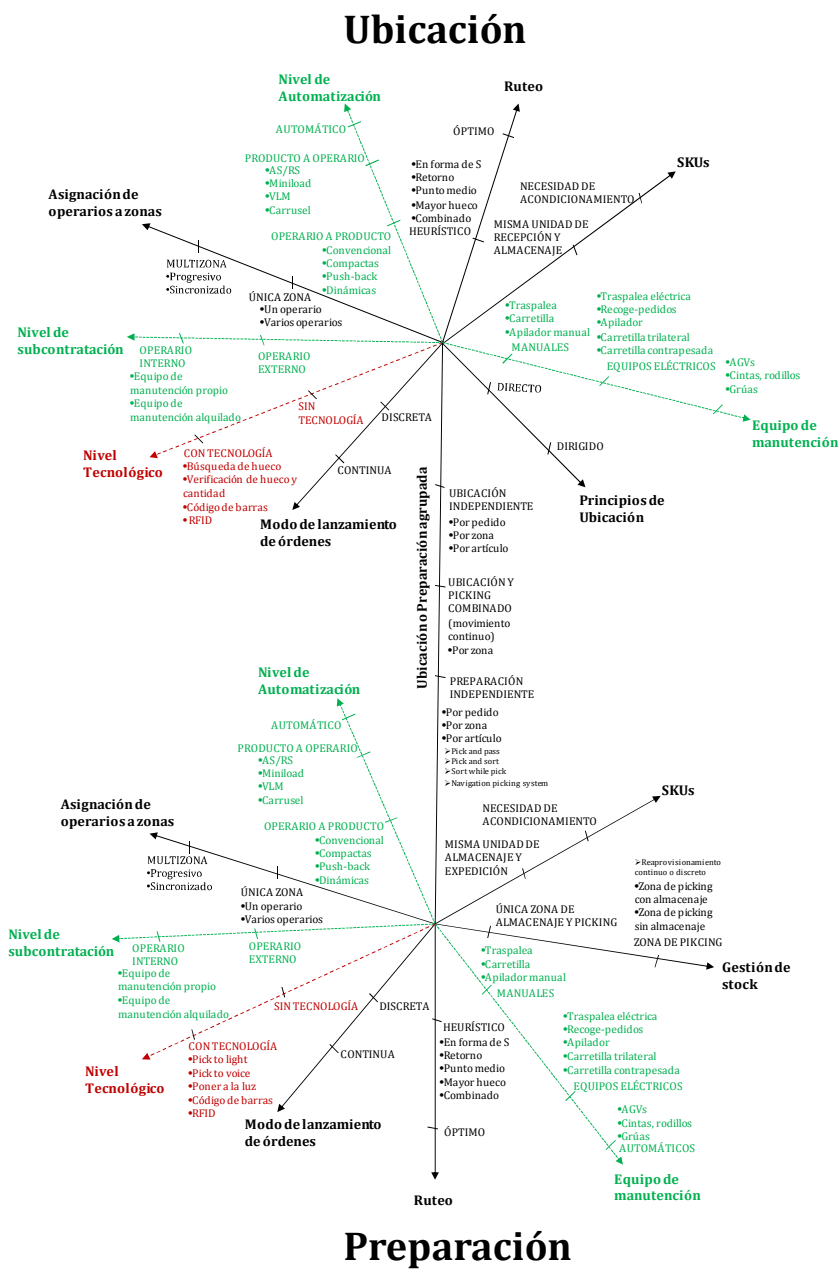 Ubicación
Nivel de
Automatización
AUTOMÁTICO
PRODUCTO A OPERARIO
•AS/RS
•Miniload
•VLM
•Carrusel
OPERARIO A PRODUCTO
•Convencional
•Compactas
•Push-back
•Dinámicas
Ruteo
ÓPTIMO
•En forma de S
•Retorno
•Punto medio
•Mayor hueco
•Combinado
HEURÍSTICO
SKUs
NECESIDAD DE
ACONDICIONAMIENTO
MISMA UNIDAD DE
RECEPCIÓN Y
ALMACENAJE
Asignación de
operarios a zonas
MULTIZONA
•Progresivo
•Sincronizado
ÚNICA ZONA
•Un operario
•Varios operarios
Nivel de
subcontratación
OPERARIO
INTERNO
•Equipo de
manutención propio
•Equipo de
manutención alquilado
OPERARIO
EXTERNO
•Traspalea
•Carretilla
•Apilador manual
MANUALES
•Traspalea eléctrica
•Recoge-pedidos
•Apilador
•Carretilla trilateral
•Carretilla contrapesada
EQUIPOS ELÉCTRICOS
•AGVs
•Cintas, rodillos
•Grúas
Equipo de
manutención
DIRECTO
DIRIGIDO
Principios de
Ubicación
SIN
TECNOLOGÍA
Nivel
Tecnológico
CON TECNOLOGÍA
•Búsqueda de hueco
•Verificación de hueco y
cantidad
•Código de barras
•RFID
DISCRETA
CONTINUA
Modo de lanzamiento
de órdenes
Ubicación o Preparación agrupada
UBICACIÓN
INDEPENDIENTE
•Por pedido
•Por zona
•Por artículo
UBICACIÓN Y
PICKING
COMBINADO
(movimiento
continuo)
•Por zona
PREPARACIÓN
INDEPENDIENTE
•Por pedido
•Por zona
•Por artículo
➢Pick and pass
➢Pick and sort
➢Sort while pick
➢Navigation picking system
Nivel de
Automatización
AUTOMÁTICO
PRODUCTO A OPERARIO
•AS/RS
•Miniload
•VLM
•Carrusel
OPERARIO A PRODUCTO
•Convencional
•Compactas
•Push-back
•Dinámicas
SKUs
NECESIDAD DE
ACONDICIONAMIENTO
MISMA UNIDAD DE
ALMACENAJE Y
EXPEDICIÓN
Asignación de
operarios a zonas
MULTIZONA
•Progresivo
•Sincronizado
ÚNICA ZONA
•Un operario
•Varios operarios
ÚNICA ZONA DE
ALMACENAJE Y PICKING
➢Reaprovisionamiento
continuo o discreto
•Zona de picking
con almacenaje
•Zona de picking
sin almacenaje
ZONA DE PIKCING
Gestión de
stock
Nivel de
subcontratación
OPERARIO
INTERNO
•Equipo de
manutención propio
•Equipo de
manutención alquilado
OPERARIO
EXTERNO
•Traspalea
•Carretilla
•Apilador manual
MANUALES
•Traspalea eléctrica
•Recoge-pedidos
•Apilador
•Carretilla trilateral
•Carretilla contrapesada
EQUIPOS ELÉCTRICOS
•AGVs
•Cintas, rodillos
•Grúas
AUTOMÁTICOS
Equipo de
manutención
SIN TECNOLOGÍA
Nivel
Tecnológico
CON TECNOLOGÍA
•Pick to light
•Pick to voice
•Poner a la luz
•Código de barras
•RFID
DISCRETA
CONTINUA
Modo de lanzamiento
de órdenes
HEURÍSTICO
•En forma de S
•Retorno
•Punto medio
•Mayor hueco
•Combinado
ÓPTIMO
Ruteo
Preparación